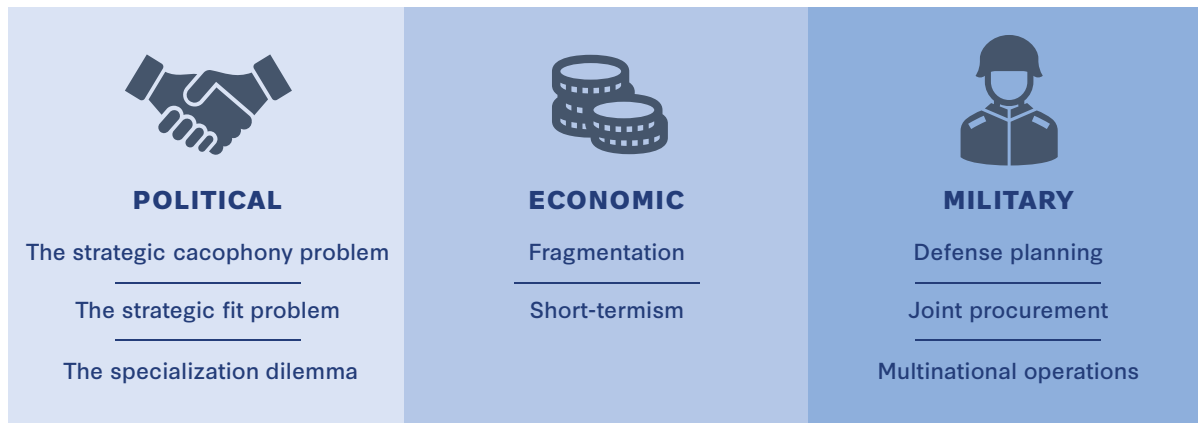 POLITICAL
The strategic cacophony problem
The strategic fit problem
The specialization dilemma
ECONOMIC
Fragmentation
Short-termism
MILITARY
Defense planning
Joint procurement
Multinational operations